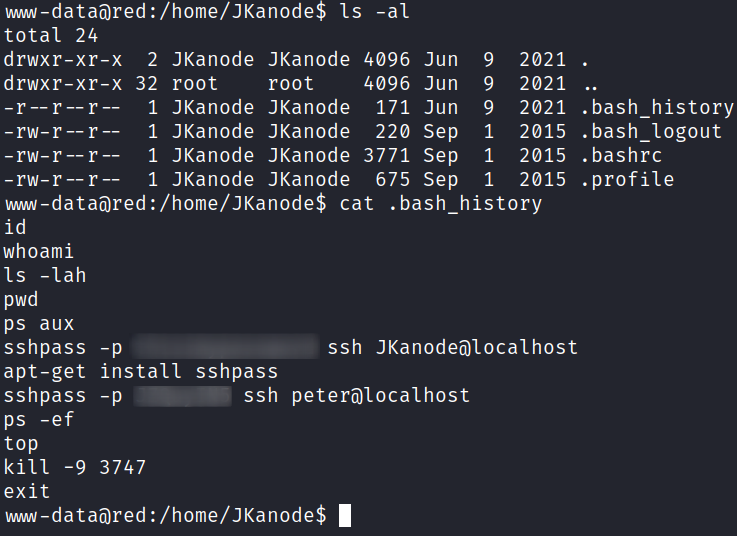 www-data@red:/home/JKanode$ ls -al
total 24
drwxr-xr-x  2 JKanode JKanode 4096 Jun  9  2021 .
drwxr-xr-x 32 root    root    4096 Jun  9  2021 ..
-r--r--r--  1 JKanode JKanode  171 Jun  9  2021 .bash_history
-rw-r--r--  1 JKanode JKanode  220 Sep  1  2015 .bash_logout
-rw-r--r--  1 JKanode JKanode 3771 Sep  1  2015 .bashrc
-rw-r--r--  1 JKanode JKanode  675 Sep  1  2015 .profile
www-data@red:/home/JKanode$ cat .bash_history
id
whoami
ls -lah
pwd
ps aux
sshpass -p ssh JKanode@localhost
apt-get install sshpass
sshpass -p ssh peter@localhost
ps -ef
top
kill -9 3747
exit
www-data@red:/home/JKanode$